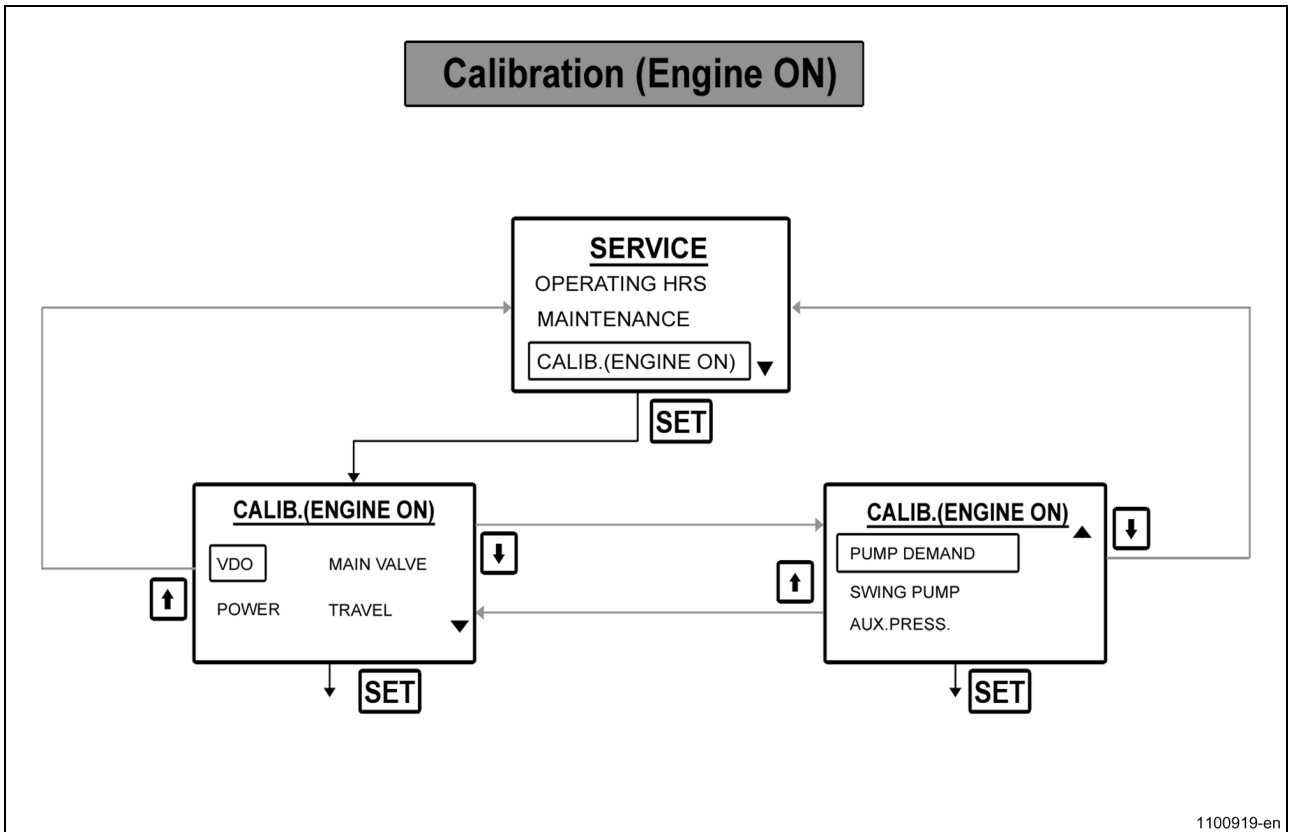 Calibration (Engine ON)
SERVICE
OPERATING HRS
MAINTENANCE
CALIB.(ENGINE ON)
SET
CALIB.(ENGINE ON)
VDO MAIN VALVE
POWER TRAVEL
SET
CALIB.(ENGINE ON)
PUMP DEMAND
SWING PUMP
AUX.PRESS.
SET
1100919-en